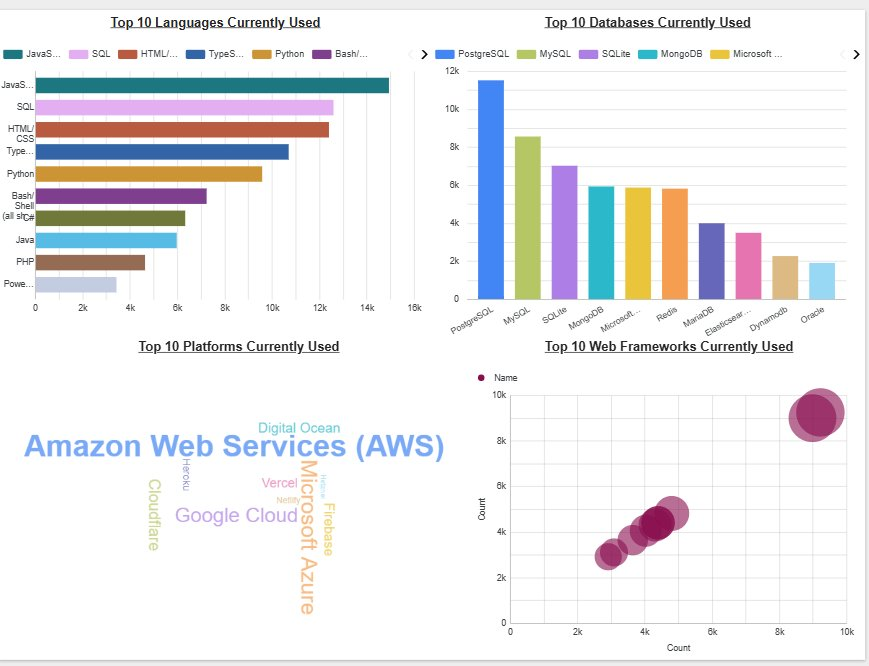 Top 10 Languages Currently Used
JavaS... SQL HTML/... TypeS... Python Bash/...
JavaS...
SQL
HTML/
CSS
Type...
Python
Bash/
Shell
(all sh...
C#
Java
PHP
Powe...
0 2k 4k 6k 8k 10k 12k 14k 16k
Top 10 Databases Currently Used
PostgreSQL MySQL SQLite MongoDB Microsoft ...
12k
10k
8k
6k
4k
2k
0
PostgreSQL MySQL SQLite MongoDB Microsoft... Redis MariaDB Elasticsear... Dynamodb Oracle
Top 10 Platforms Currently Used
Digital Ocean
Amazon Web Services (AWS)
Heroku
Vercel
Cloudflare
Netlify
Google Cloud
Microsoft Azure
Firebase
Top 10 Web Frameworks Currently Used
Name
10k
8k
6k
4k
2k
0
Count
0 2k 4k 6k 8k 10k
Count